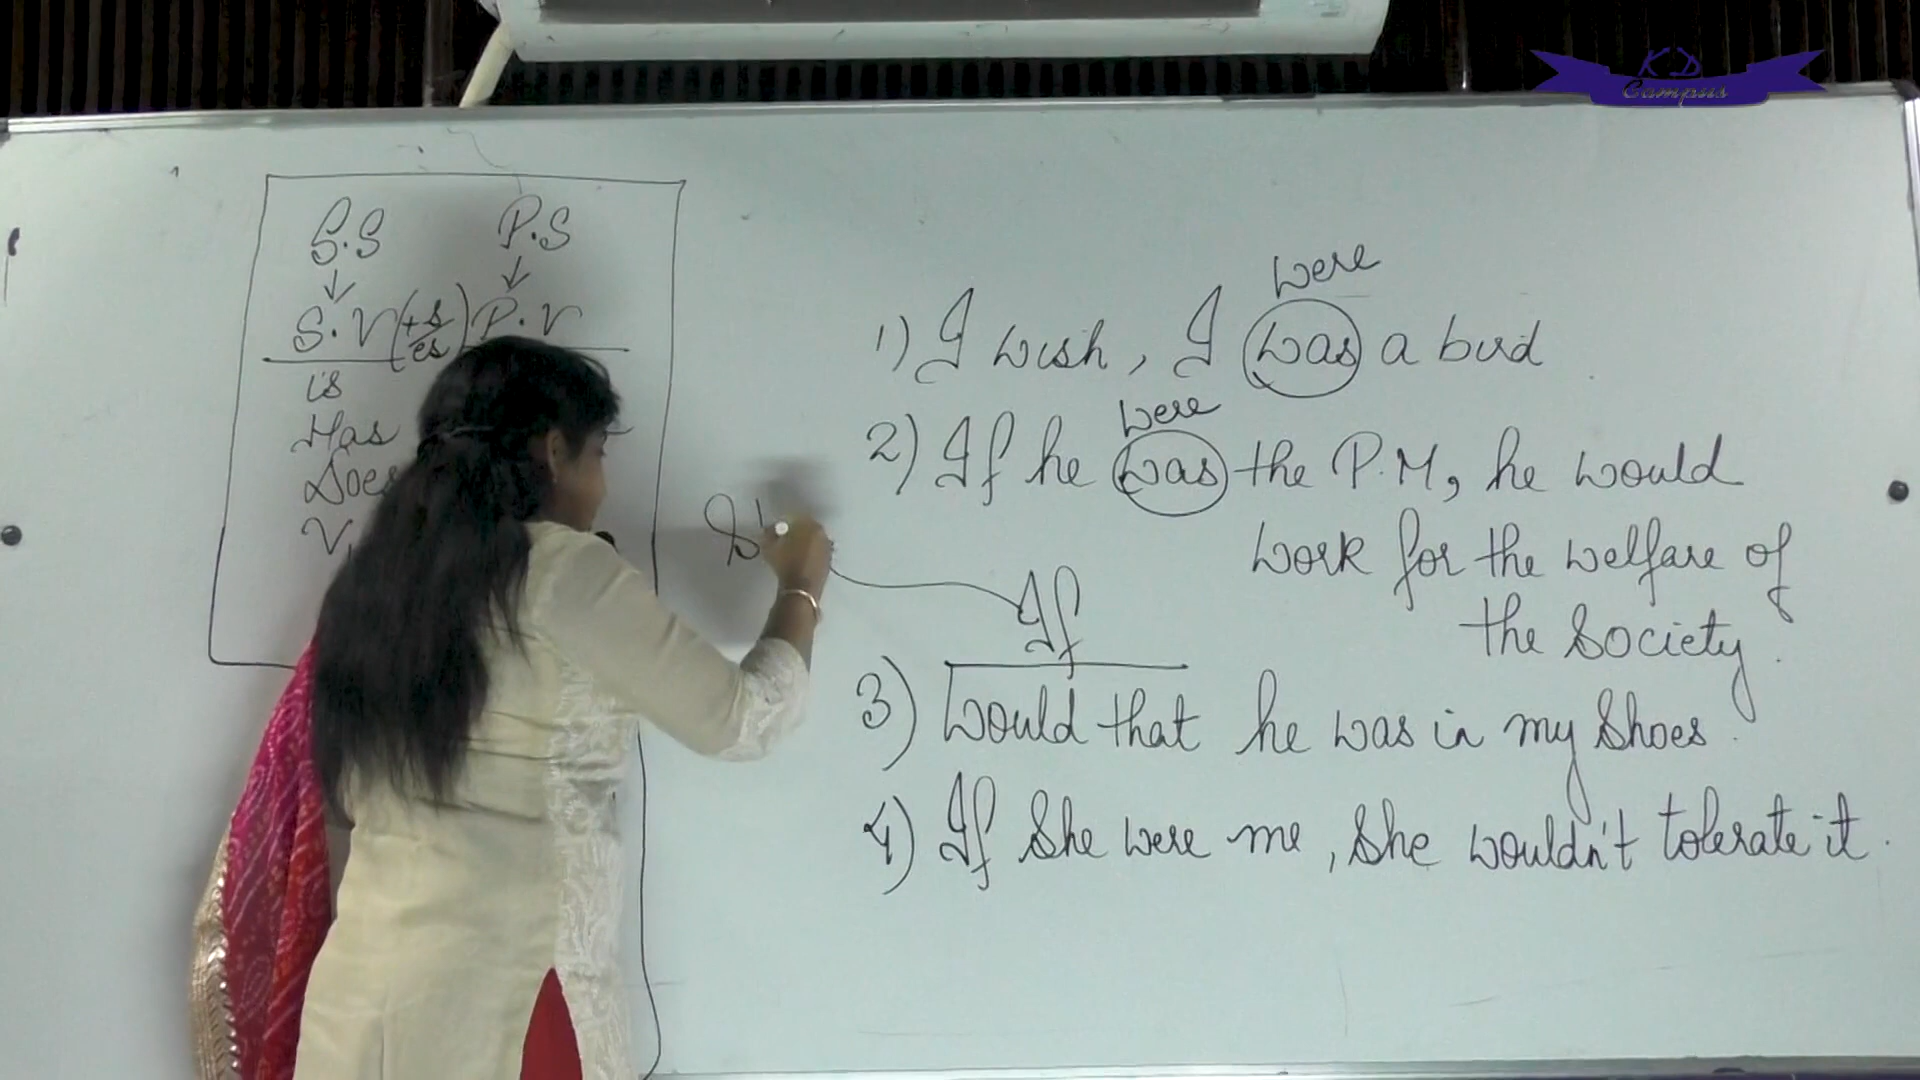 K D
Campus
S.S P.S
↓ ↓
S.V (+s/es) P.V
is
Has
Does
V
were
1) I wish, I was a bird
were
2) If he was the P.M, he would
work for the welfare of
the society.
If
3) Would that he was in my shoes.
4) If she were me, she wouldn't tolerate it.